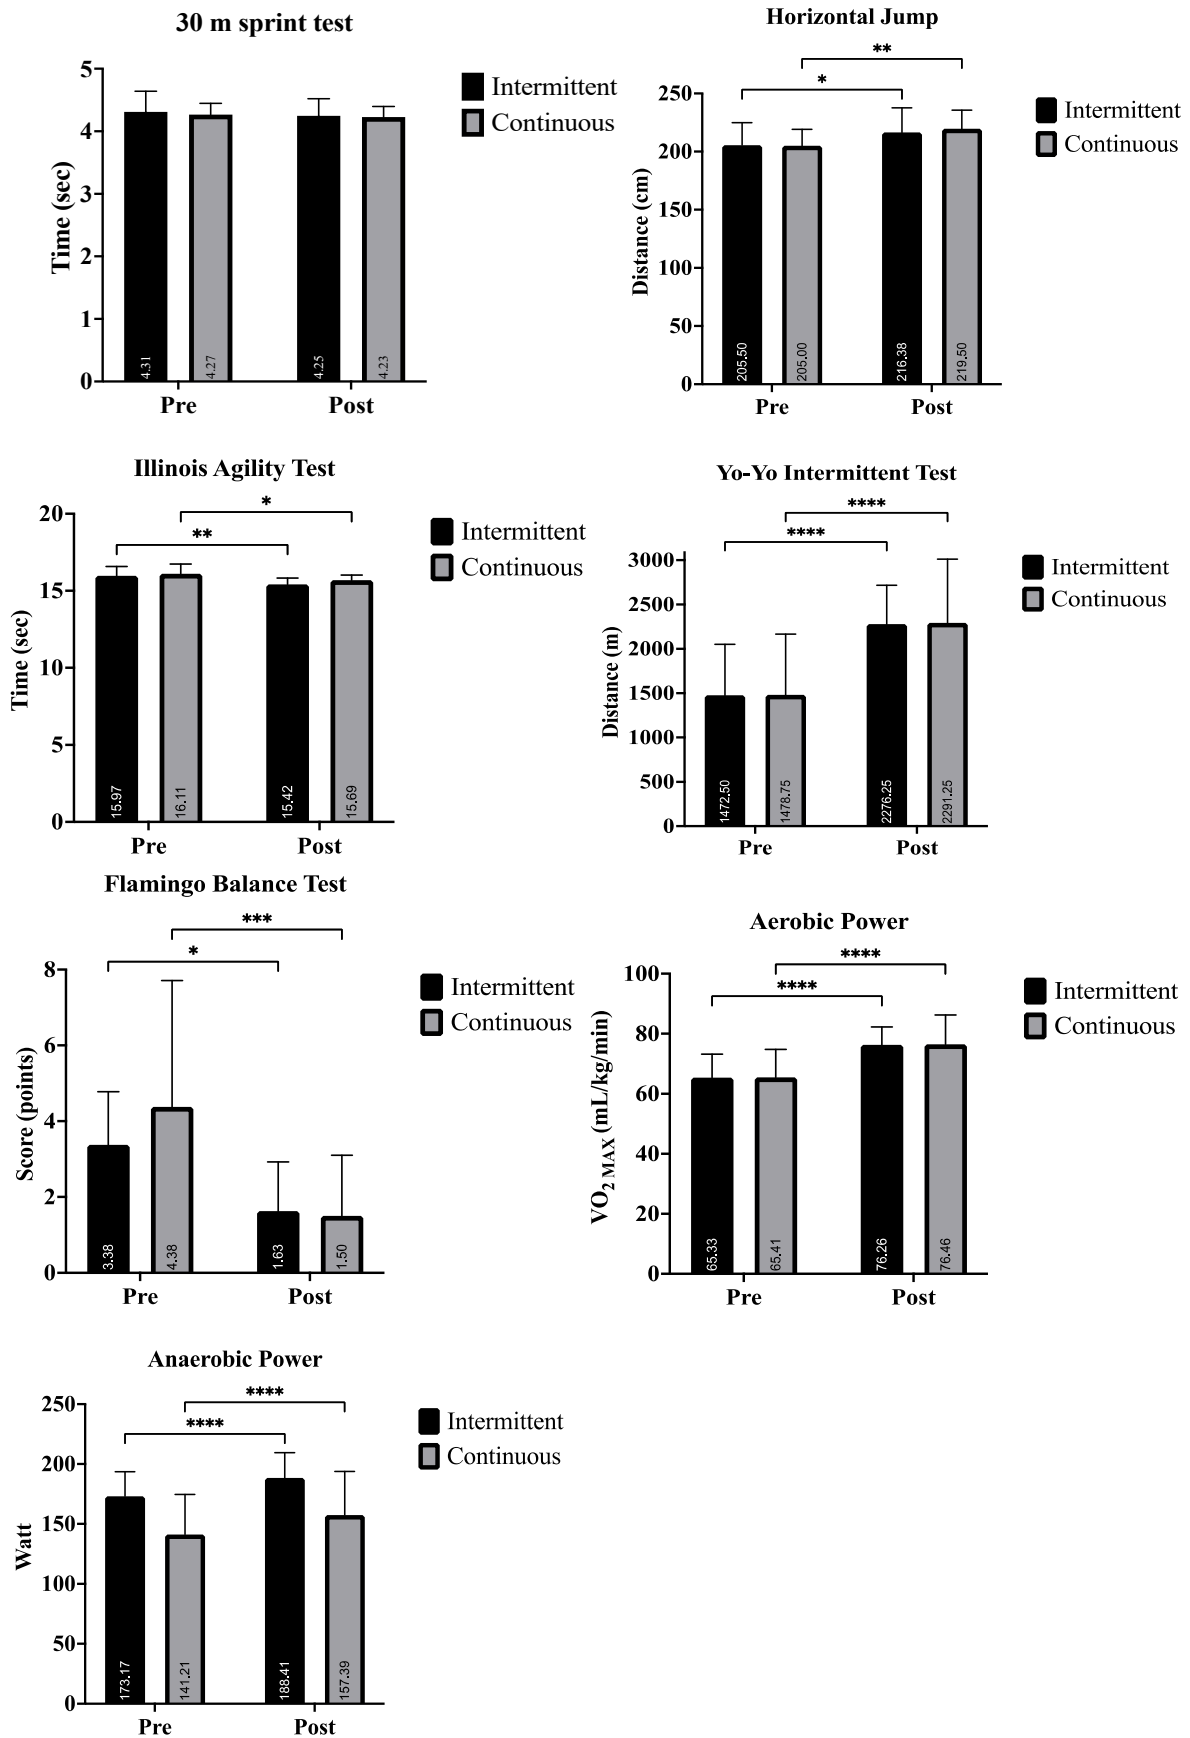 30 m sprint test
5
4
3
2
1
0
Time (sec)
4.31
4.27
4.25
4.23
Pre
Post
Intermittent
Continuous
Horizontal Jump
**
*
250
200
150
100
50
0
Distance (cm)
205.50
205.00
216.38
219.50
Pre
Post
Intermittent
Continuous
Illinois Agility Test
*
**
20
15
10
5
0
Time (sec)
15.97
16.11
15.42
15.69
Pre
Post
Intermittent
Continuous
Yo-Yo Intermittent Test
****
****
3000
2500
2000
1500
1000
500
0
Distance (m)
1472.50
1478.75
2276.25
2291.25
Pre
Post
Intermittent
Continuous
Flamingo Balance Test
***
*
8
6
4
2
0
Score (points)
3.38
4.38
1.63
1.50
Pre
Post
Intermittent
Continuous
Aerobic Power
****
****
100
80
60
40
20
0
VO2 MAX (mL/kg/min)
65.33
65.41
76.26
76.46
Pre
Post
Intermittent
Continuous
Anaerobic Power
****
****
250
200
150
100
50
0
Watt
173.17
141.21
188.41
157.39
Pre
Post
Intermittent
Continuous